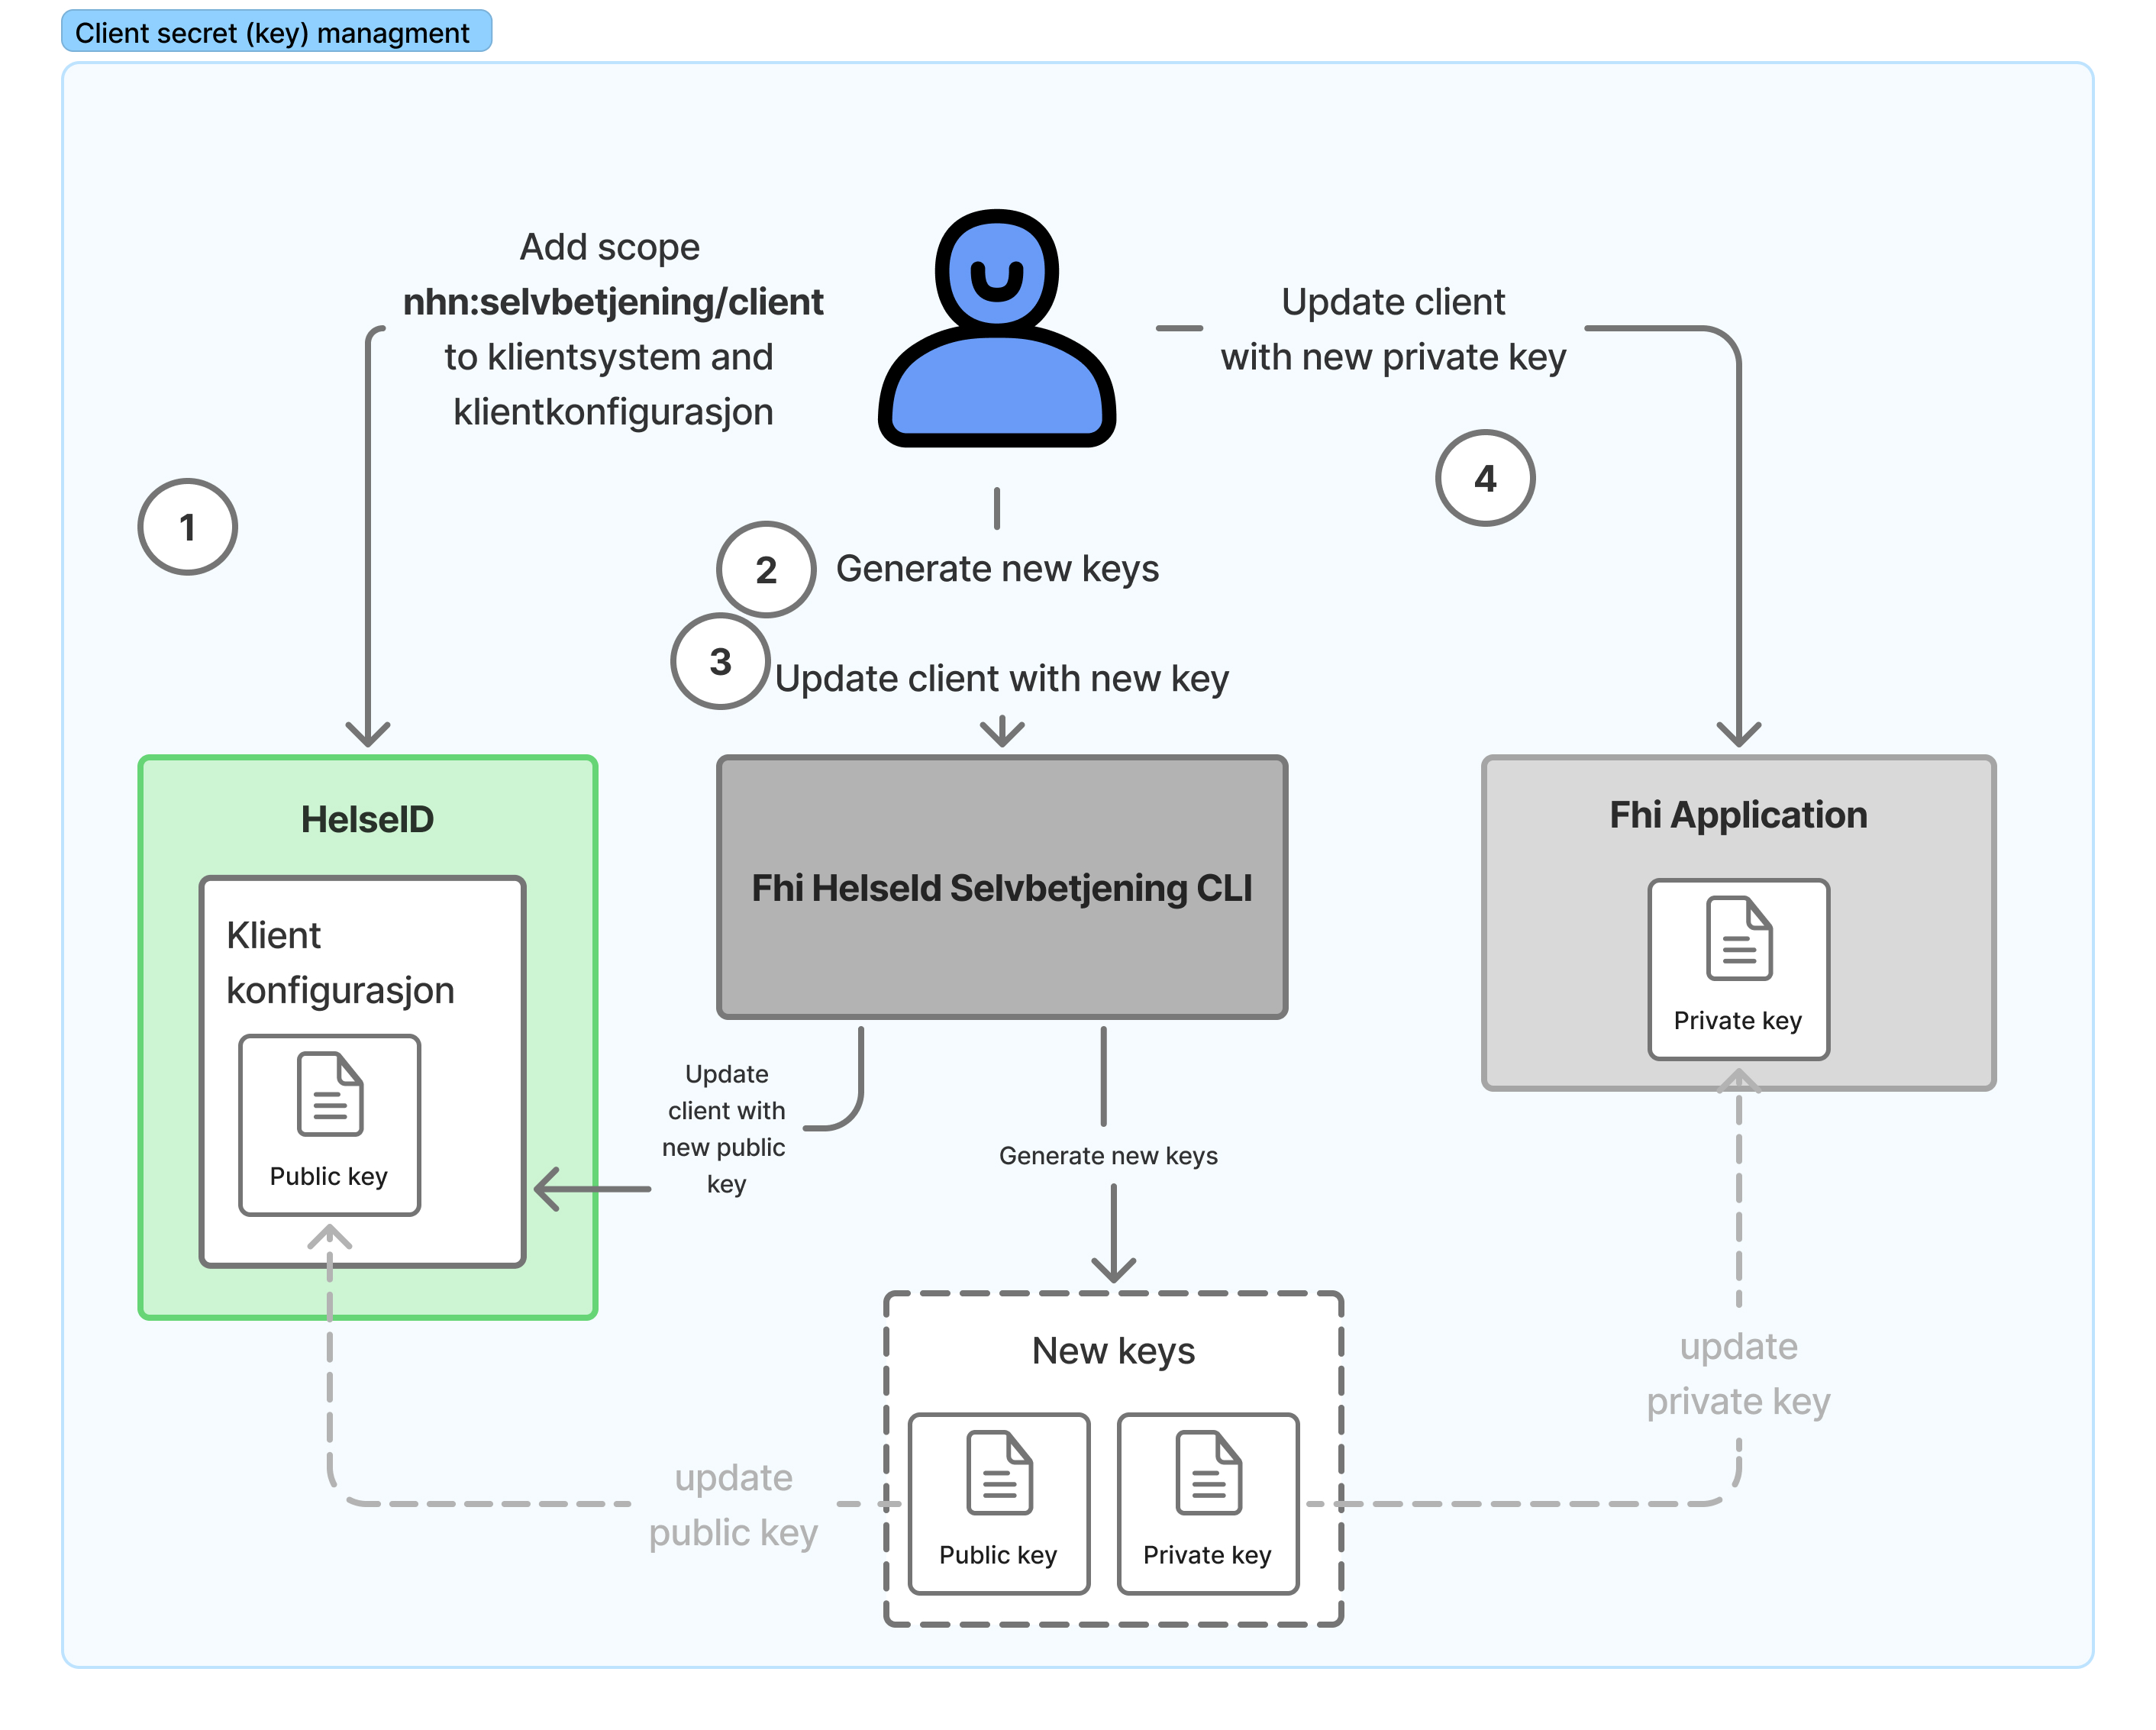 Client secret (key) managment
Add scope
nhn:selvbetjening/client
to klientsystem and
klientkonfigurasjon
Update client
with new private key
1
4
2
Generate new keys
3
Update client with new key
HelseID
Klient
konfigurasjon
Public key
Fhi HelseId Selvbetjening CLI
Fhi Application
Private key
Update
client with
new public
key
Generate new keys
New keys
Public key
Private key
update
public key
update
private key